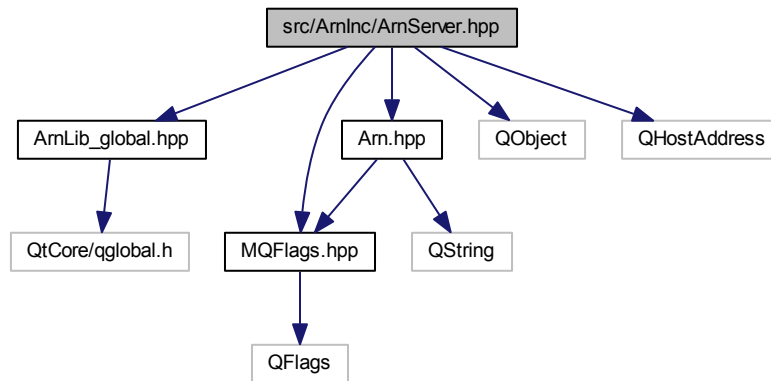 src/ArnInc/ArnServer.hpp
ArnLib_global.hpp
Arn.hpp
QObject
QHostAddress
QtCore/qglobal.h
MQFlags.hpp
QString
QFlags